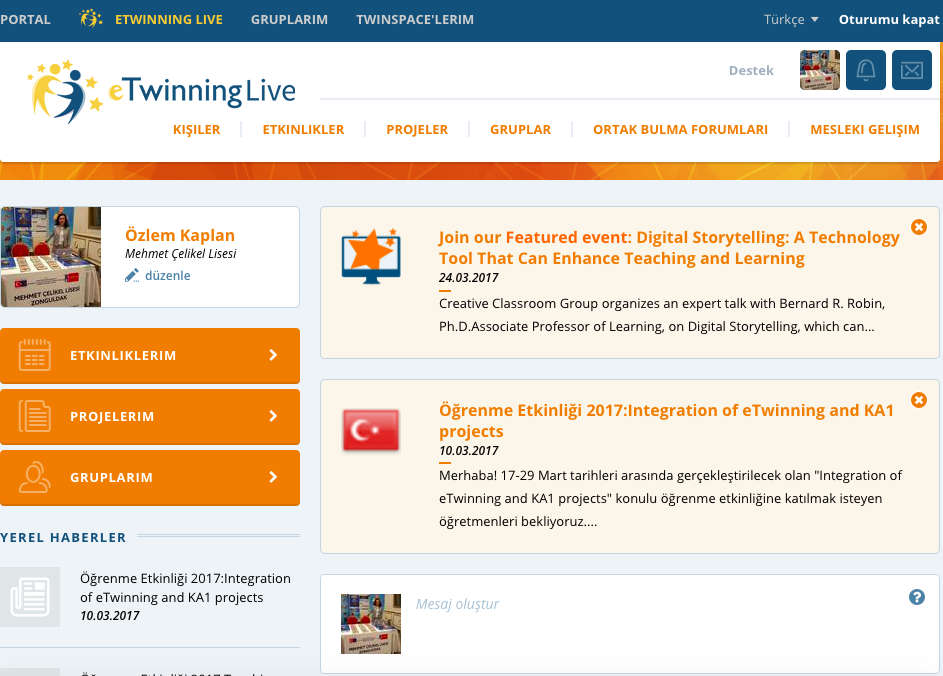 PORTAL
ETWINNING LIVE
GRUPLARIM
TWINSPACE'LERIM
Türkçe
Oturumu kapat
eTwinning Live
Destek
KIŞILER
ETKINLIKLER
PROJELER
GRUPLAR
ORTAK BULMA FORUMLARI
MESLEKI GELIŞIM
MEHMET ÇELİKEL LİSESİ
ZONGULDAK
Özlem Kaplan
Mehmet Çelikel Lisesi
düzenle
ETKINLIKLERIM
PROJELERIM
GRUPLARIM
YEREL HABERLER
Öğrenme Etkinliği 2017:Integration
of eTwinning and KA1 projects
10.03.2017
Join our Featured event: Digital Storytelling: A Technology
Tool That Can Enhance Teaching and Learning
24.03.2017
Creative Classroom Group organizes an expert talk with Bernard R. Robin,
Ph.D.Associate Professor of Learning, on Digital Storytelling, which can...
Öğrenme Etkinliği 2017:Integration of eTwinning and KA1
projects
10.03.2017
Merhaba! 17-29 Mart tarihleri arasında gerçekleştirilecek olan "Integration of
eTwinning and KA1 projects" konulu öğrenme etkinliğine katılmak isteyen
öğretmenleri bekliyoruz....
Mesaj oluştur